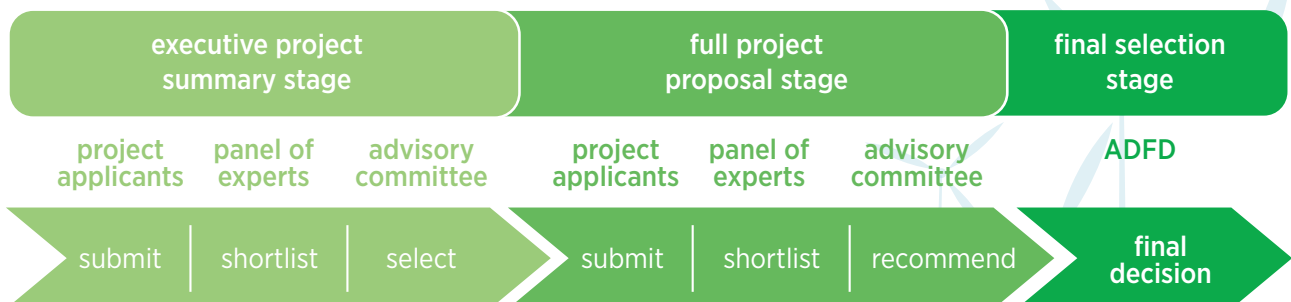 executive project
summary stage
full project
proposal stage
final selection
stage
project
applicants
panel of
experts
advisory
committee
project
applicants
panel of
experts
advisory
committee
ADFD
submit
shortlist
select
submit
shortlist
recommend
final
decision